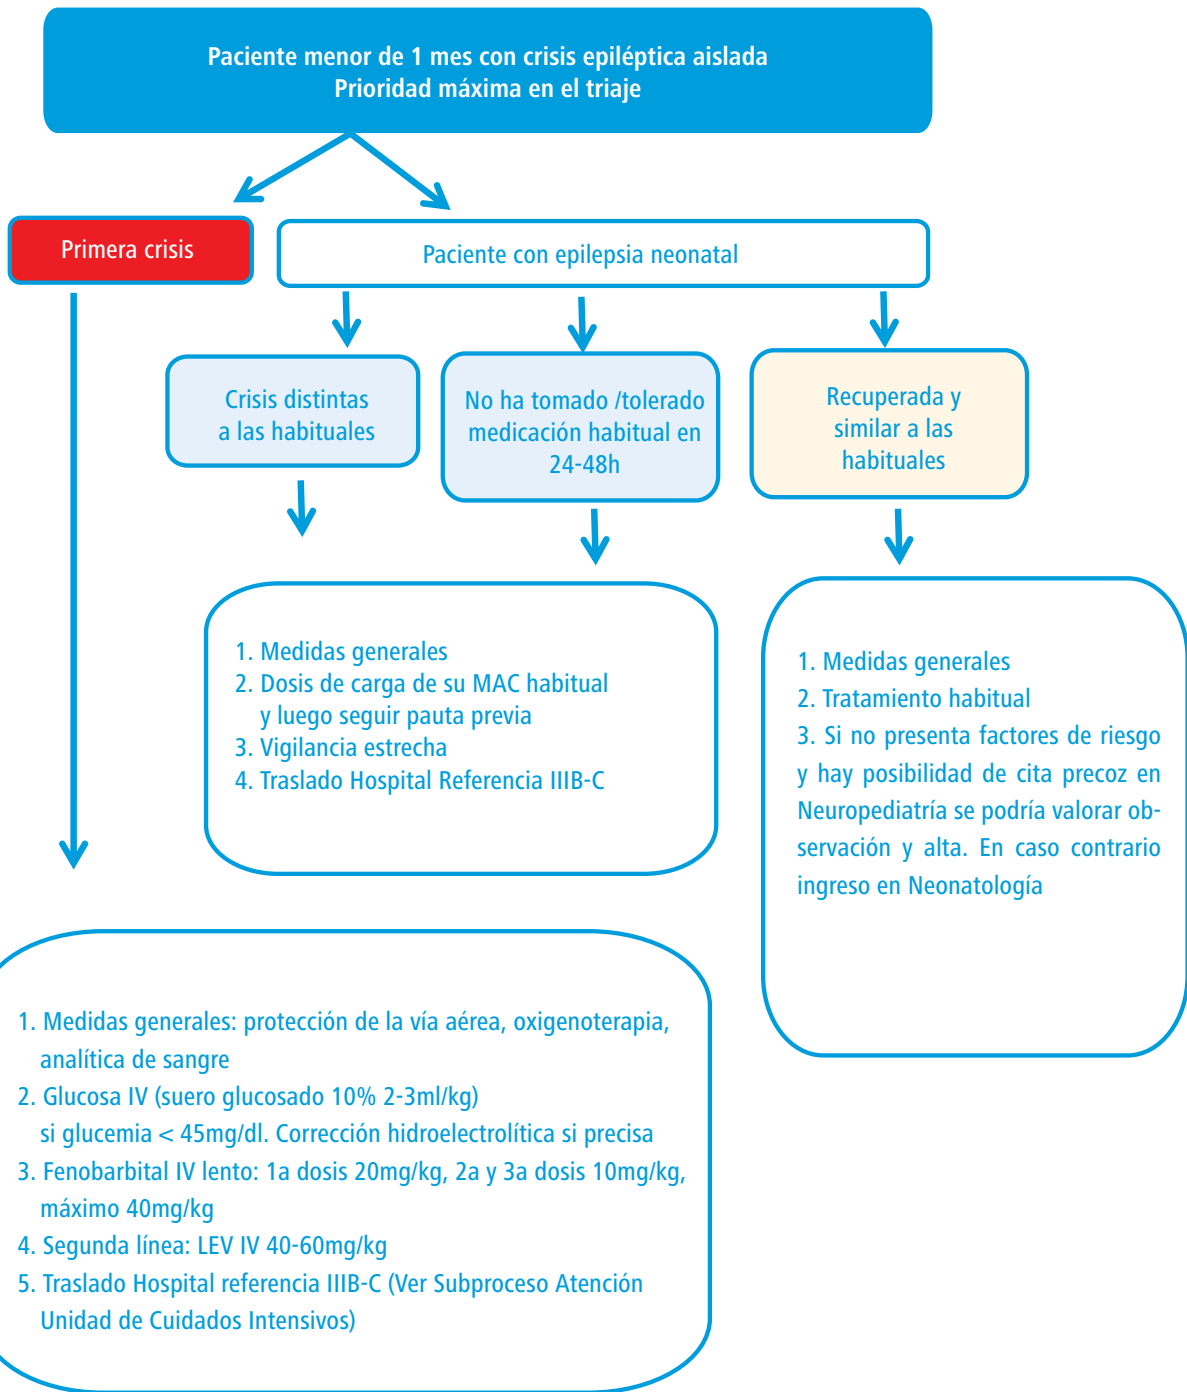 Paciente menor de 1 mes con crisis epiléptica aislada
Prioridad máxima en el triaje
Primera crisis
Paciente con epilepsia neonatal
Crisis distintas
a las habituales
No ha tomado /tolerado
medicación habitual en
24-48h
Recuperada y
similar a las
habituales
1. Medidas generales
2. Dosis de carga de su MAC habitual
y luego seguir pauta previa
3. Vigilancia estrecha
4. Traslado Hospital Referencia IIIB-C
1. Medidas generales
2. Tratamiento habitual
3. Si no presenta factores de riesgo
y hay posibilidad de cita precoz en
Neuropediatría se podría valorar ob-
servación y alta. En caso contrario
ingreso en Neonatología
1. Medidas generales: protección de la vía aérea, oxigenoterapia,
analítica de sangre
2. Glucosa IV (suero glucosado 10% 2-3ml/kg)
si glucemia < 45mg/dl. Corrección hidroelectrolítica si precisa
3. Fenobarbital IV lento: 1a dosis 20mg/kg, 2a y 3a dosis 10mg/kg,
máximo 40mg/kg
4. Segunda línea: LEV IV 40-60mg/kg
5. Traslado Hospital referencia IIIB-C (Ver Subproceso Atención
Unidad de Cuidados Intensivos)